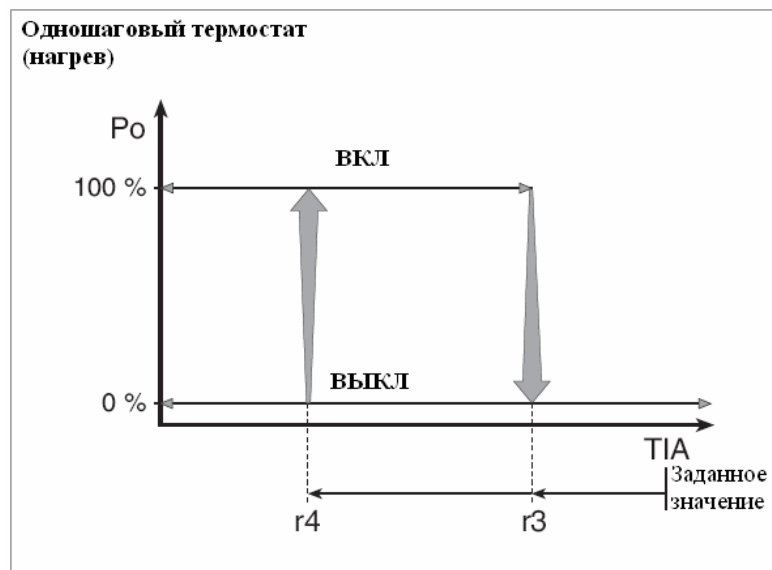 Одношаговый термостат
(нагрев)
Po
ВКЛ
100 %
ВЫКЛ
0 %
TIA
Заданное
значение
r4
r3